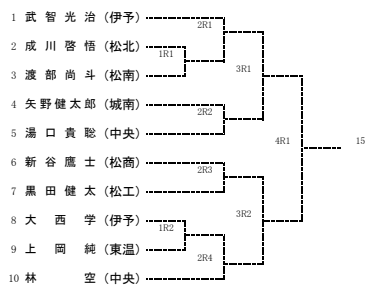 1 武智光治（伊予）
2R1
2 成川啓悟（松北）
1R1
3 渡部尚斗（松南）
3R1
4 矢野健太郎（城南）
2R2
5 湯口貴聡（中央）
4R1
15
6 新谷鷹士（松商）
2R3
7 黒田健太（松工）
3R2
8 大西学（伊予）
1R2
9 上岡純（東温）
2R4
10 林空（中央）